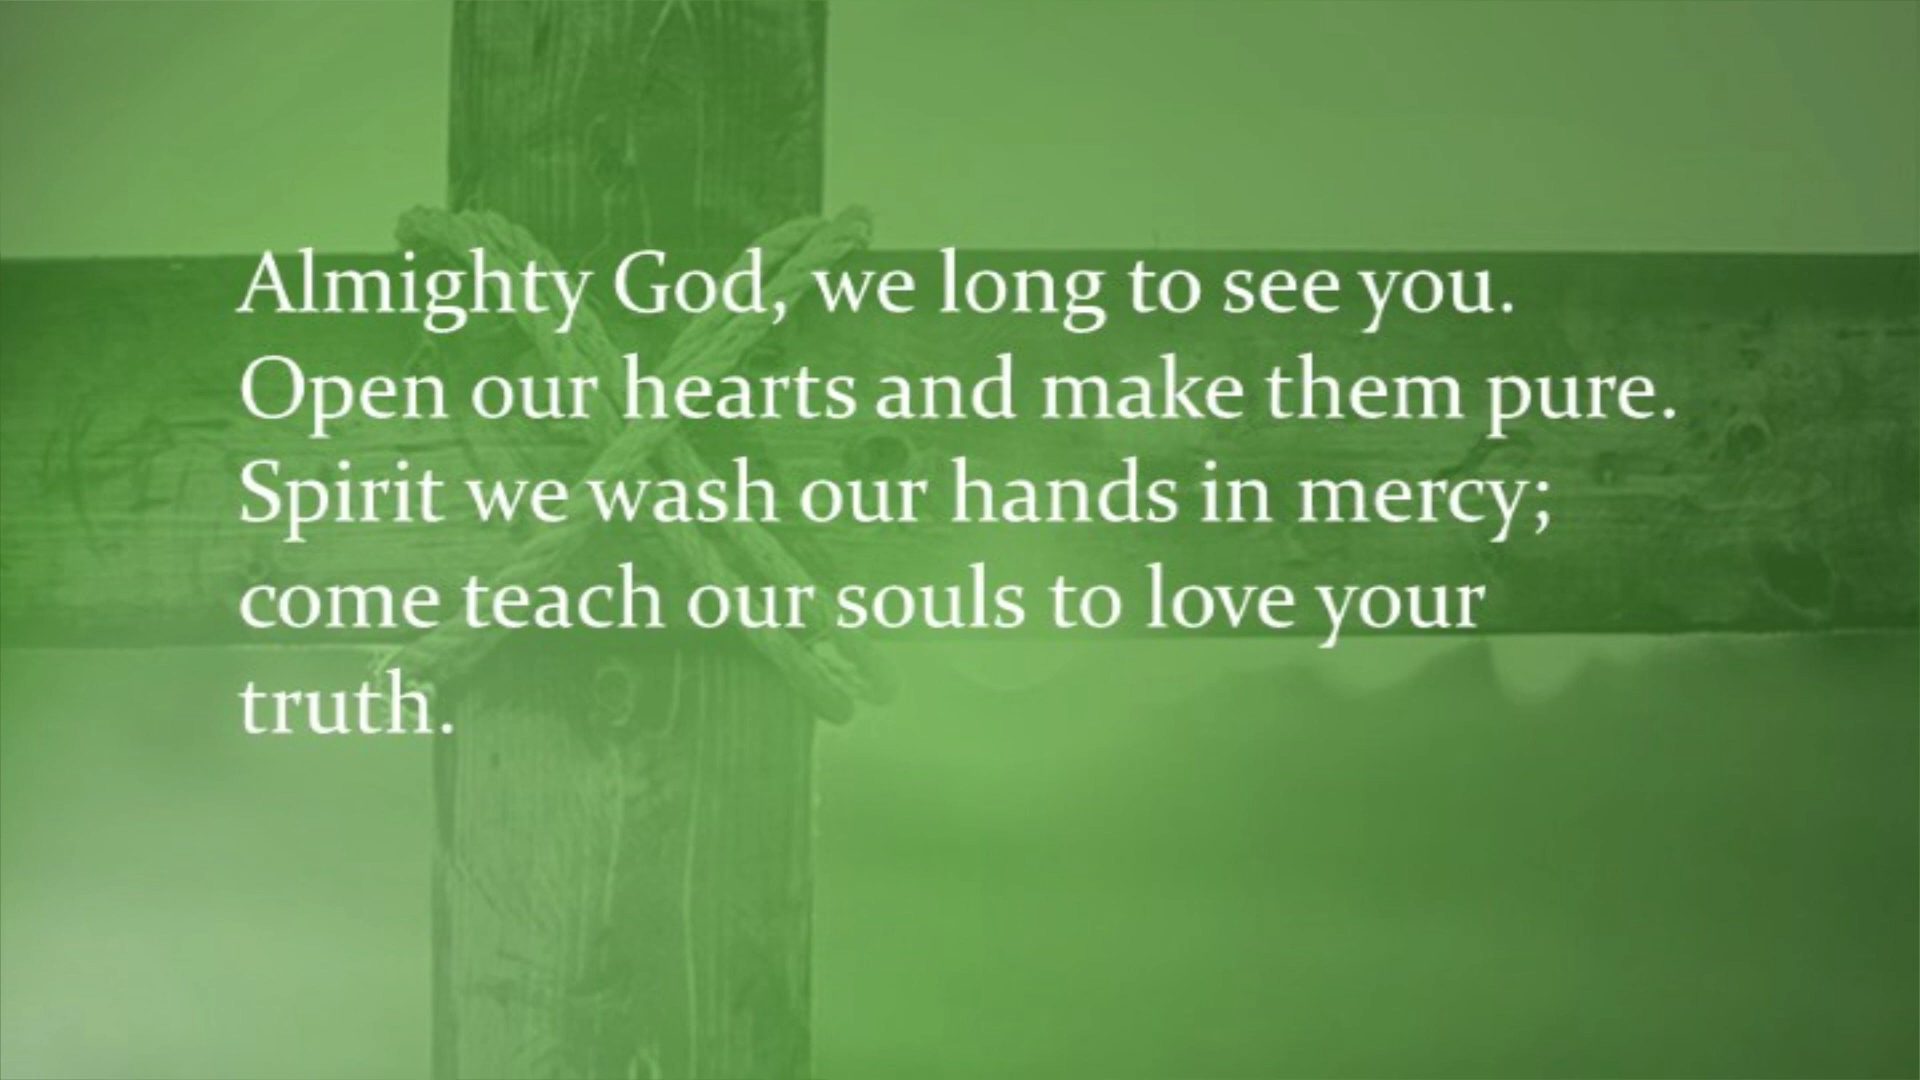 Almighty God, we long to see you.
Open our hearts and make them pure.
Spirit we wash our hands in mercy;
come teach our souls to love your
truth.